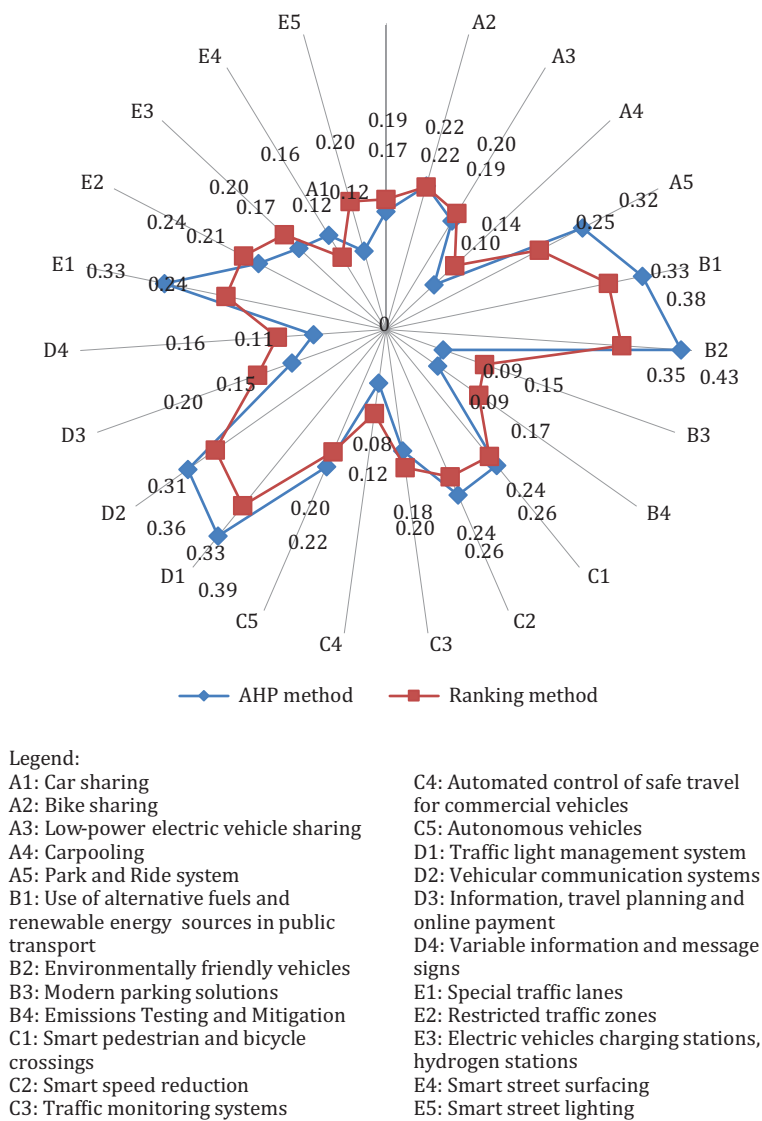 E5
A2
E4
A3
E3
A4
0.19
0.22
0.20
0.20
0.16
0.17
0.22
0.19
E2
A5
0.20
0.12
A1
0.12
0.32
0.17
0.14
0.25
0.24
0.21
0.10
E1
0.33
0.33
B1
0.24
0.38
0
D4
0.16
0.11
B2
0.09
0.35
0.43
0.15
0.15
0.20
0.09
D3
0.17
B3
0.08
0.12
0.31
0.24
D2
0.20
0.18
0.26
B4
0.36
0.22
0.20
0.24
0.33
0.26
D1
C1
0.39
C5
C2
C4
C3
AHP method
Ranking method
Legend:
A1: Car sharing
A2: Bike sharing
A3: Low-power electric vehicle sharing
A4: Carpooling
A5: Park and Ride system
B1: Use of alternative fuels and
renewable energy sources in public
transport
B2: Environmentally friendly vehicles
B3: Modern parking solutions
B4: Emissions Testing and Mitigation
C1: Smart pedestrian and bicycle
crossings
C2: Smart speed reduction
C3: Traffic monitoring systems
C4: Automated control of safe travel
for commercial vehicles
C5: Autonomous vehicles
D1: Traffic light management system
D2: Vehicular communication systems
D3: Information, travel planning and
online payment
D4: Variable information and message
signs
E1: Special traffic lanes
E2: Restricted traffic zones
E3: Electric vehicles charging stations,
hydrogen stations
E4: Smart street surfacing
E5: Smart street lighting